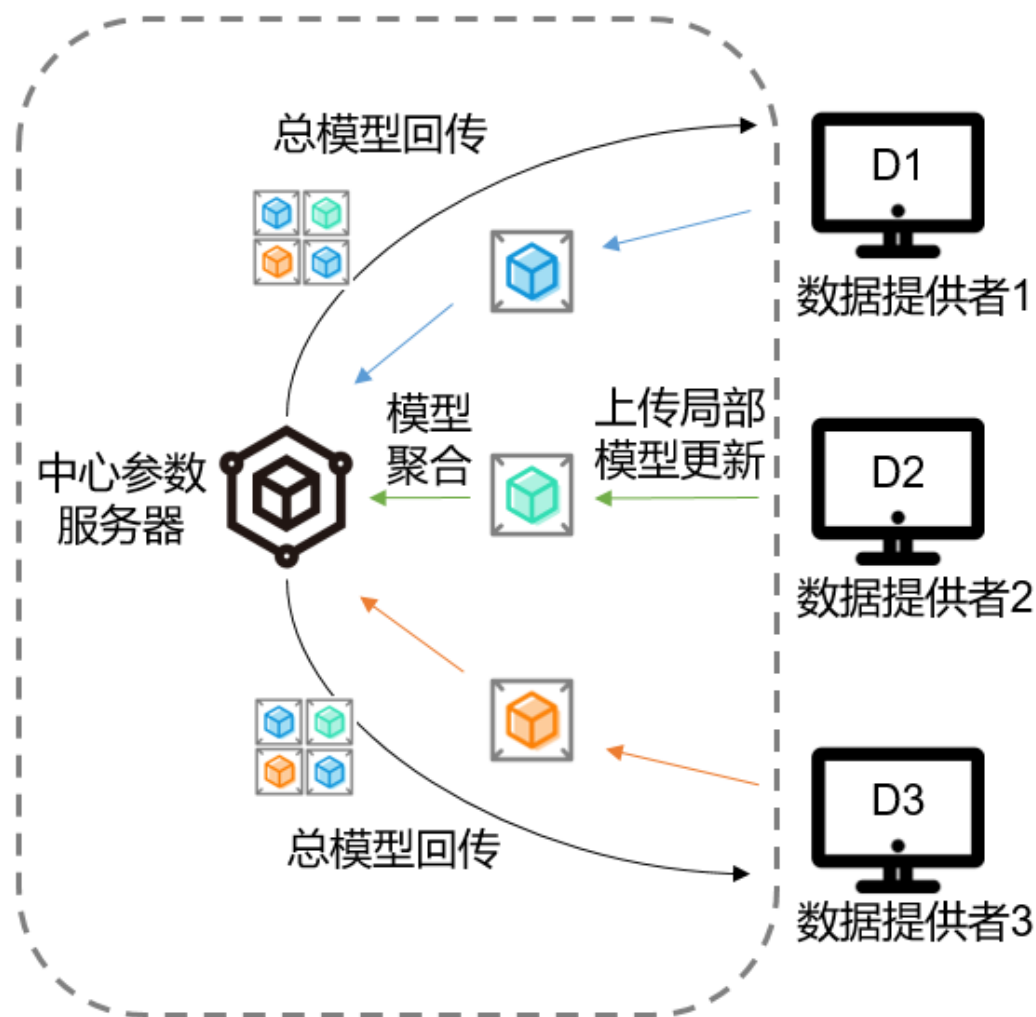 总模型回传
D1
数据提供者1
模型
聚合
上传局部
模型更新
中心参数
服务器
D2
数据提供者2
总模型回传
D3
数据提供者3